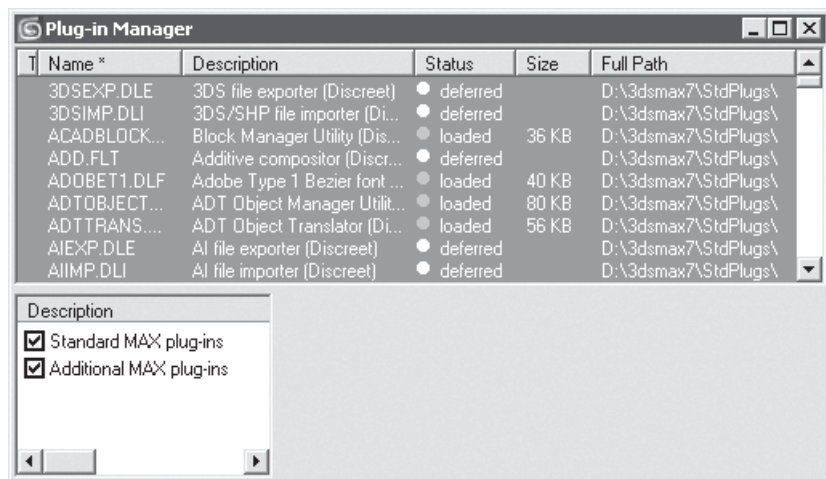 Plug-in Manager
T Name * Description Status Size Full Path
3DSEXP.DLE 3DS file exporter (Discreet) deferred D:\3dsmax7\StdPlugs\
3DSIMP.DLI 3DS/SHP file importer (Di... deferred D:\3dsmax7\StdPlugs\
ACADBLOCK... Block Manager Utility (Dis... loaded 36 KB D:\3dsmax7\StdPlugs\
ADD.FLT Additive compositor (Discr... deferred D:\3dsmax7\StdPlugs\
ADOBET1.DLF Adobe Type 1 Bezier font ... loaded 40 KB D:\3dsmax7\StdPlugs\
ADTOBJECT... ADT Object Manager Utilit... loaded 80 KB D:\3dsmax7\StdPlugs\
ADTTRANS.... ADT Object Translator (Di... loaded 56 KB D:\3dsmax7\StdPlugs\
AIEXP.DLE AI file exporter (Discreet) deferred D:\3dsmax7\StdPlugs\
AIIMP.DLI AI file importer (Discreet) deferred D:\3dsmax7\StdPlugs\
Description
Standard MAX plug-ins
Additional MAX plug-ins